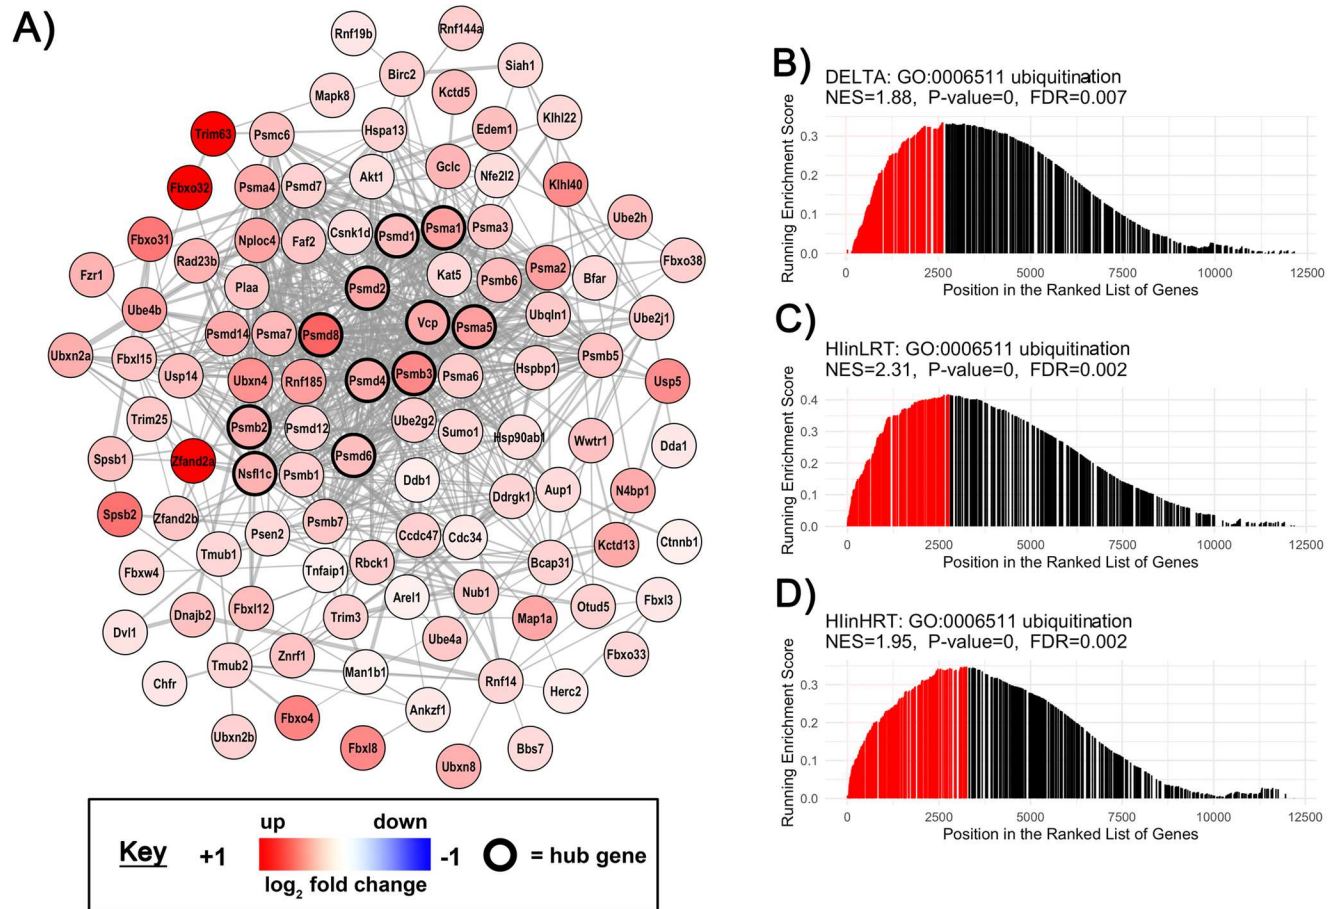 A)
Rnf19b
Rnf144a
Birc2
Siah1
Mapk8
Kctd5
Trim63
Psmc6
Hspa13
Edem1
Klhl22
Fbxo32
Psma4
Psmd7
Akt1
Gclc
Nfe2l2
Klhl40
Fbxo31
Nploc4
Faf2
Csnk1d
Psmd1
Psma1
Psma3
Ube2h
Fzr1
Rad23b
Plaa
Psmd2
Kat5
Psmb6
Psma2
Bfar
Fbxo38
Ube4b
Psmd14
Psma7
Psmd8
Vcp
Psma5
Ubqln1
Ube2j1
Ubxn2a
Fbxl15
Usp14
Ubxn4
Rnf185
Psmd4
Psmb3
Psma6
Hspbp1
Psmb5
Usp5
Trim25
Psmb2
Psmd12
Ube2g2
Sumo1
Hsp90ab1
Wwtr1
Dda1
Spsb1
Zfand2a
Nsfl1c
Psmb1
Psmd6
Ddb1
Ddrgk1
Aup1
N4bp1
Spsb2
Zfand2b
Psen2
Psmb7
Ccdc47
Cdc34
Kctd13
Ctnnb1
Fbxw4
Tmub1
Tnfaip1
Rbck1
Bcap31
Dvl1
Dnajb2
Fbxl12
Trim3
Arel1
Nub1
Map1a
Otud5
Fbxl3
Chfr
Tmub2
Znrf1
Man1b1
Ube4a
Rnf14
Herc2
Fbxo33
Ubxn2b
Fbxo4
Fbxl8
Ankzf1
Ubxn8
Bbs7
Key
up
down
+1
-1
log2 fold change
= hub gene
B)
DELTA: GO:0006511 ubiquitination
NES=1.88, P-value=0, FDR=0.007
Running Enrichment Score
0.3
0.2
0.1
0.0
0 2500 5000 7500 10000 12500
Position in the Ranked List of Genes
C)
HlinLRT: GO:0006511 ubiquitination
NES=2.31, P-value=0, FDR=0.002
Running Enrichment Score
0.4
0.3
0.2
0.1
0.0
0 2500 5000 7500 10000 12500
Position in the Ranked List of Genes
D)
HlinHRT: GO:0006511 ubiquitination
NES=1.95, P-value=0, FDR=0.002
Running Enrichment Score
0.3
0.2
0.1
0.0
0 2500 5000 7500 10000 12500
Position in the Ranked List of Genes